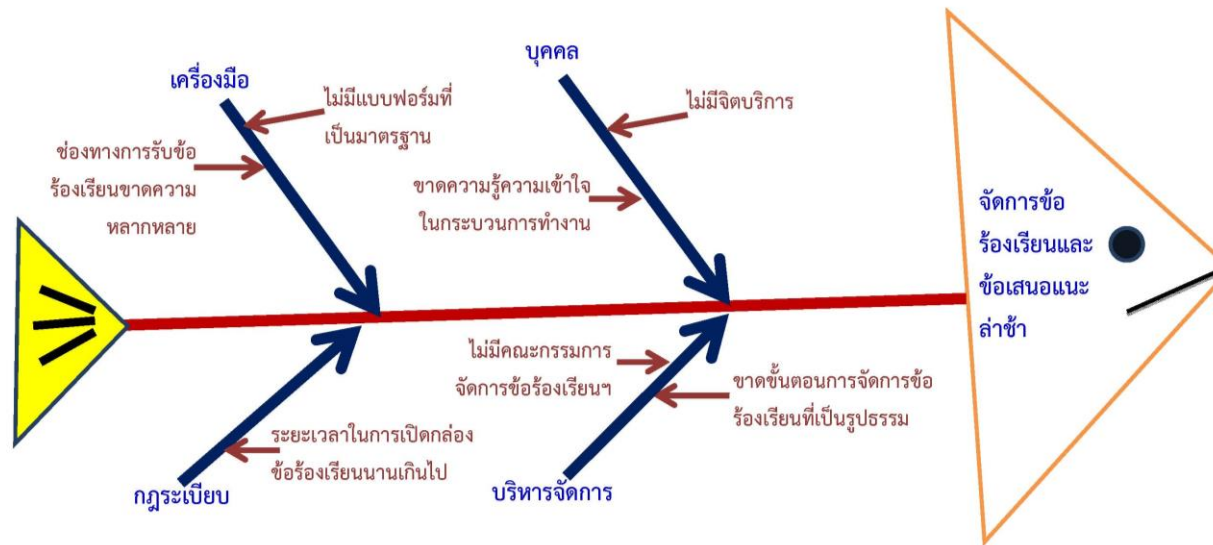 เครื่องมือ
ไม่มีแบบฟอร์มที่
เป็นมาตรฐาน
ช่องทางการรับข้อ
ร้องเรียนขาดความ
หลากหลาย
บุคคล
ไม่มีจิตบริการ
ขาดความรู้ความเข้าใจ
ในกระบวนการทำงาน
จัดการข้อ
ร้องเรียนและ
ข้อเสนอแนะ
ล่าช้า
ระยะเวลาในการเปิดกล่อง
ข้อร้องเรียนนานเกินไป
กฎระเบียบ
ไม่มีคณะกรรมการ
จัดการข้อร้องเรียนฯ
ขาดขั้นตอนการจัดการข้อ
ร้องเรียนที่เป็นรูปธรรม
บริหารจัดการ